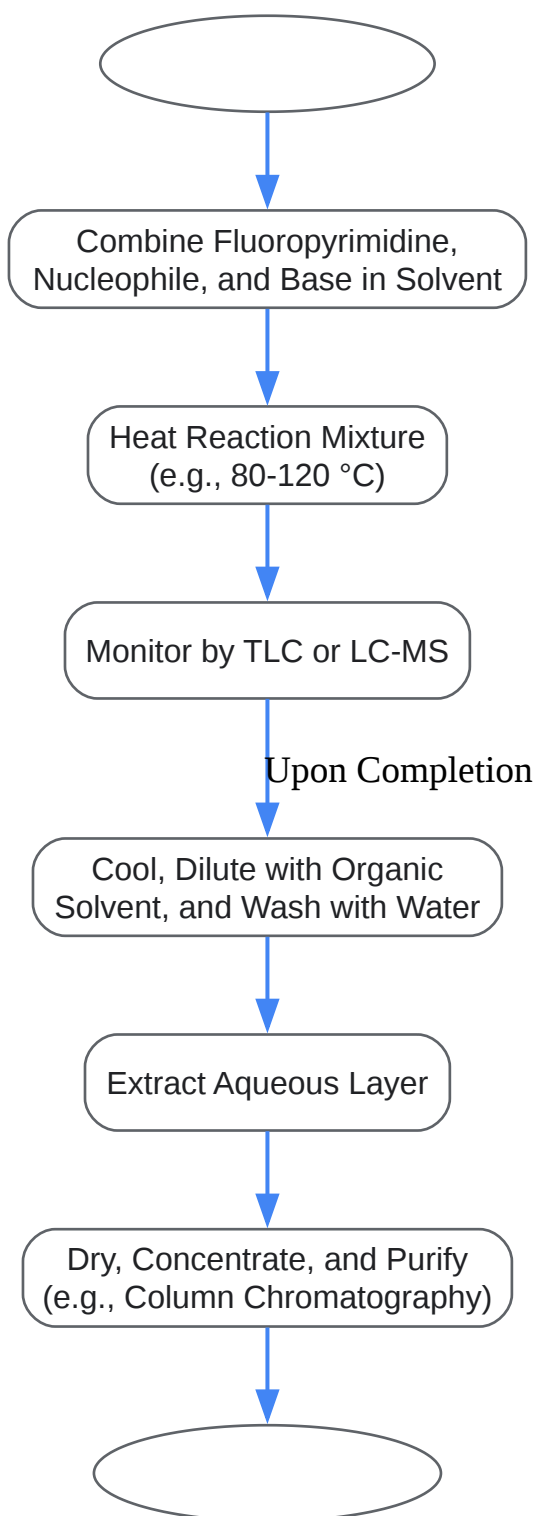 Combine Fluoropyrimidine,
Nucleophile, and Base in Solvent
Heat Reaction Mixture
(e.g., 80-120 °C)
Monitor by TLC or LC-MS
Upon Completion
Cool, Dilute with Organic
Solvent, and Wash with Water
Extract Aqueous Layer
Dry, Concentrate, and Purify
(e.g., Column Chromatography)